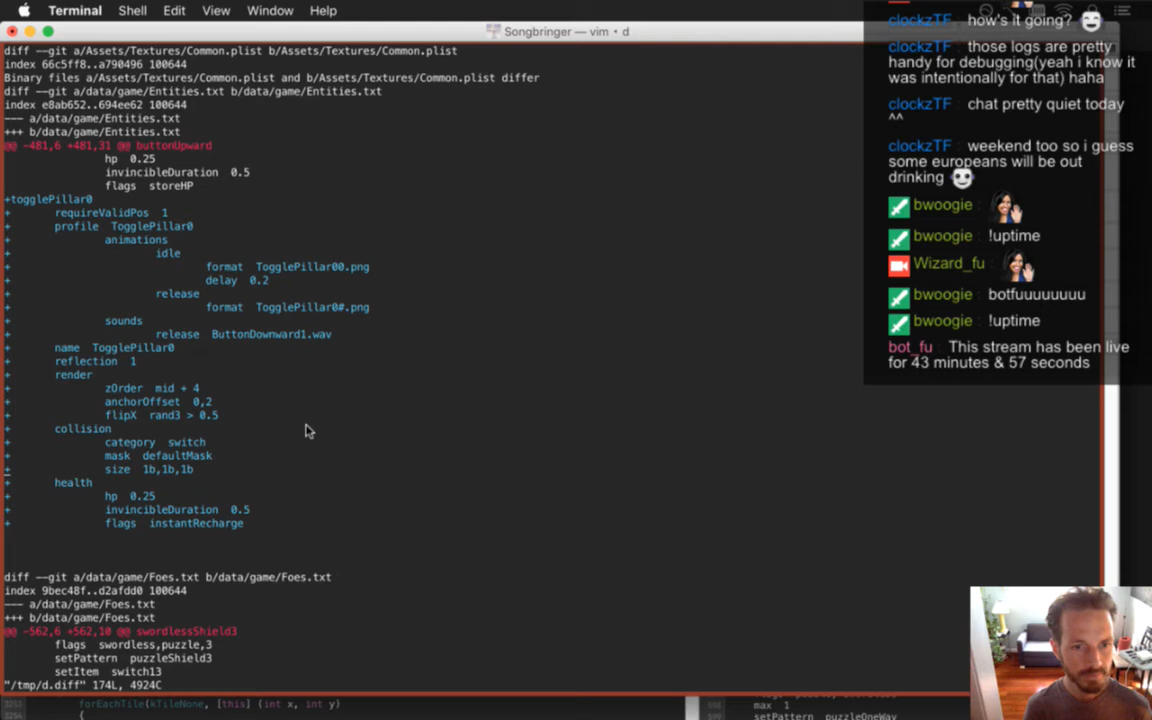 Terminal Shell Edit View Window Help
Songbringer — vim • d
diff --git a/Assets/Textures/Common.plist b/Assets/Textures/Common.plist
index 66c5ff8..a790496 100644
Binary files a/Assets/Textures/Common.plist and b/Assets/Textures/Common.plist differ
diff --git a/data/game/Entities.txt b/data/game/Entities.txt
index e8ab652..694ee62 100644
--- a/data/game/Entities.txt
+++ b/data/game/Entities.txt
@@ -481,6 +481,31 @@ buttonUpward
hp 0.25
invincibleDuration 0.5
flags storeHP
+togglePillar0
+ requireValidPos 1
+ profile TogglePillar0
+ animations
+ idle
+ format TogglePillar00.png
+ delay 0.2
+ release
+ format TogglePillar0#.png
+ sounds
+ release ButtonDownward1.wav
+ name TogglePillar0
+ reflection 1
+ render
+ zOrder mid + 4
+ anchorOffset 0,2
+ flipX rand3 > 0.5
+ collision
+ category switch
+ mask defaultMask
+ size 1b,1b,1b
+ health
+ hp 0.25
+ invincibleDuration 0.5
+ flags instantRecharge
diff --git a/data/game/Foes.txt b/data/game/Foes.txt
index 9bec48f..d2afdd0 100644
--- a/data/game/Foes.txt
+++ b/data/game/Foes.txt
@@ -562,6 +562,10 @@ swordlessShield3
flags swordless,puzzle,3
setPattern puzzleShield3
setItem switch13
"/tmp/d.diff" 174L, 4924C
3253 forEachTile(kTileNone, [this] (int x, int y)
3254 {
598 max 1
setPattern puzzleOneWay
clockzTF : how's it going?
clockzTF : those logs are pretty
handy for debugging(yeah i know it
was intentionally for that) haha
clockzTF : chat pretty quiet today
^^
clockzTF : weekend too so i guess
some europeans will be out
drinking
bwoogie :
bwoogie : !uptime
Wizard_fu :
bwoogie : botfuuuuuuuu
bwoogie : !uptime
bot_fu : This stream has been live
for 43 minutes & 57 seconds